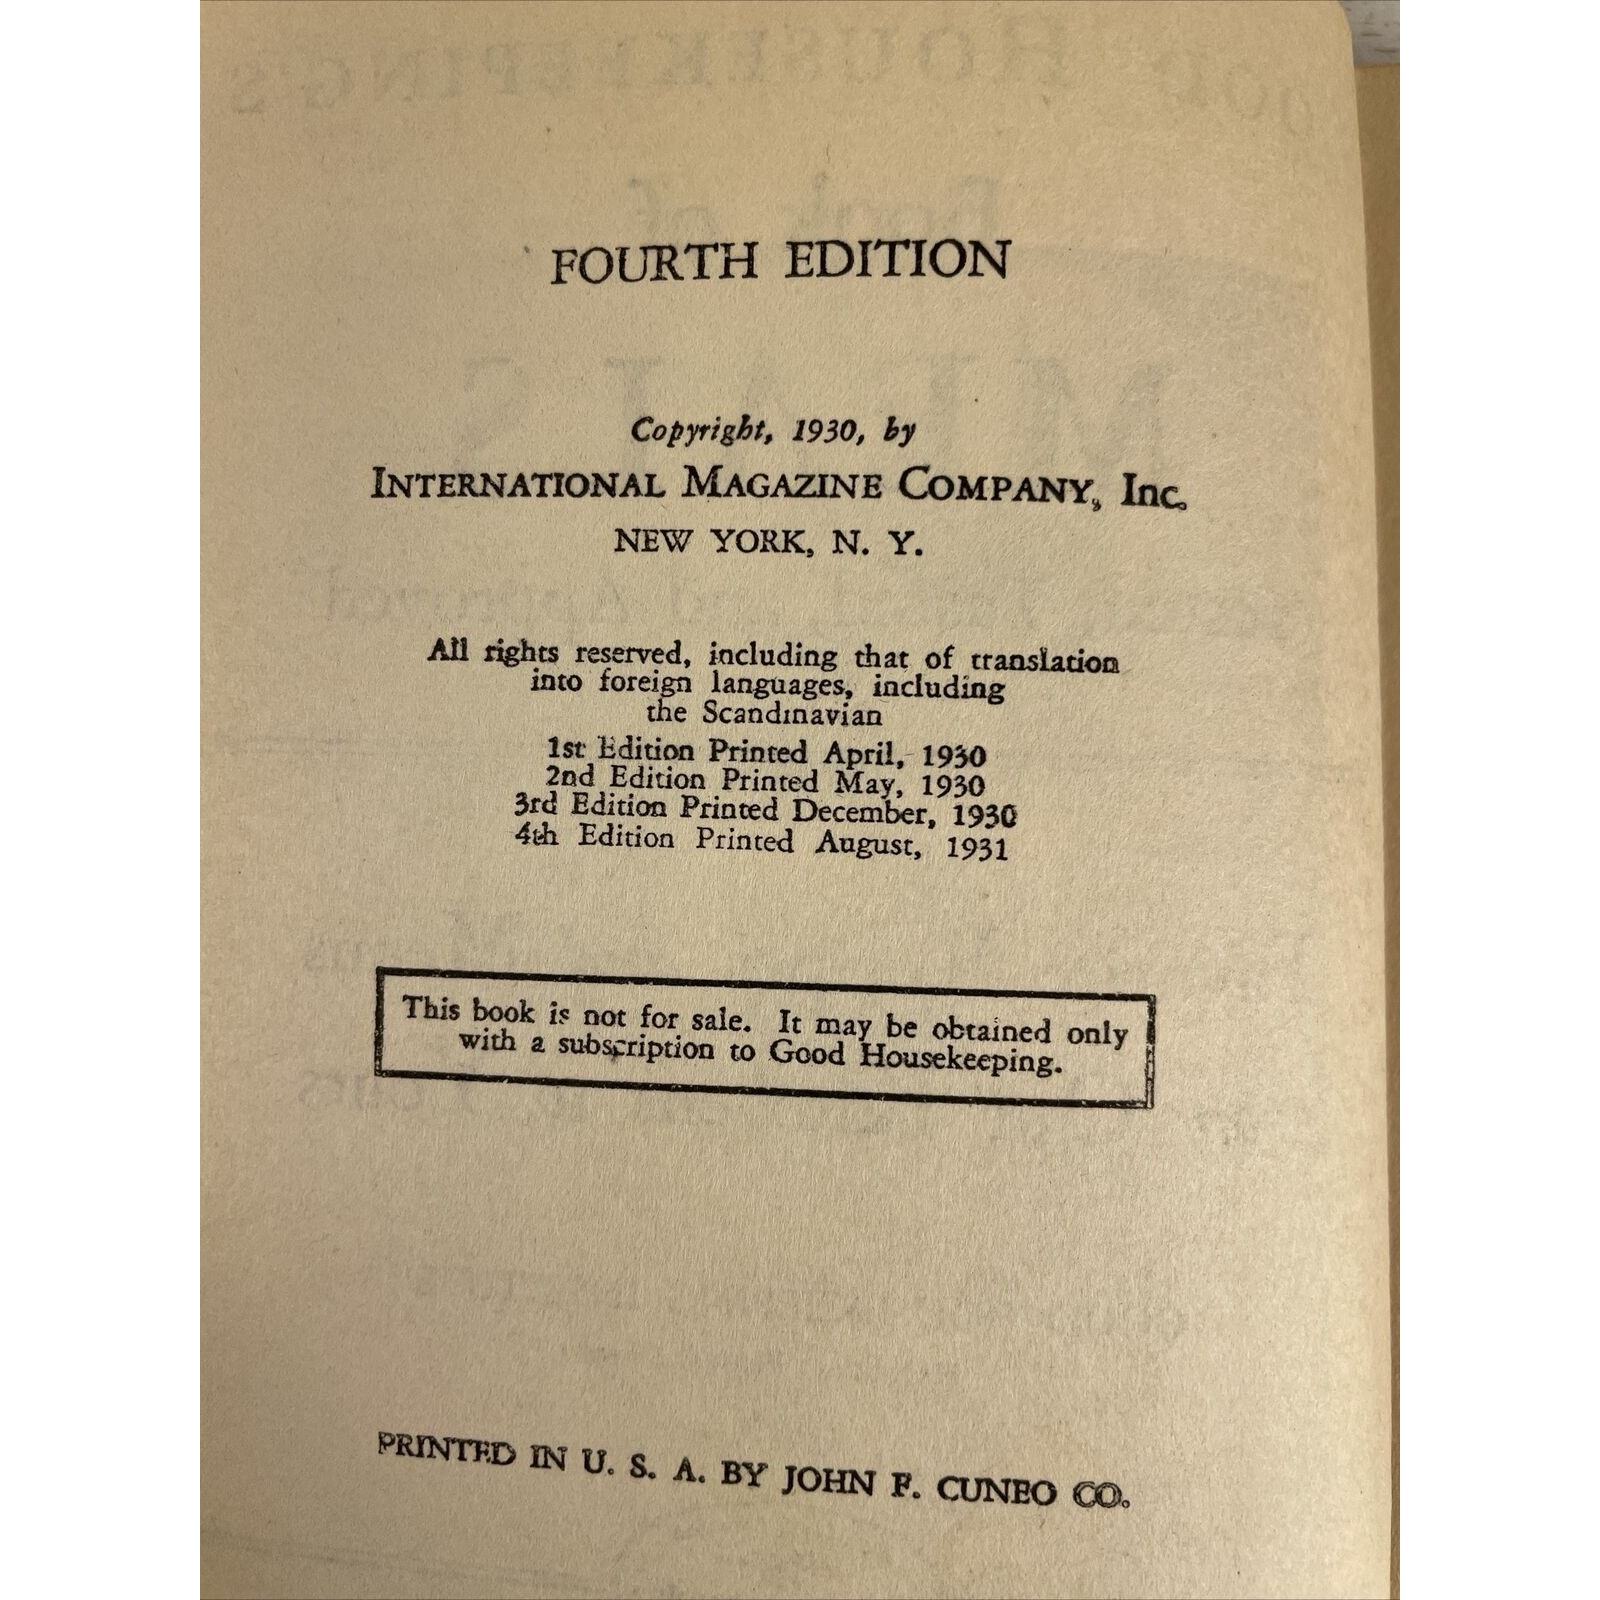 FOURTH EDITION
Copyright, 1930, by
INTERNATIONAL MAGAZINE COMPANY, Inc.
NEW YORK, N. Y.
All rights reserved, including that of translation
into foreign languages, including
the Scandinavian
1st Edition Printed April, 1930
2nd Edition Printed May, 1930
3rd Edition Printed December, 1930
4th Edition Printed August, 1931
This book is not for sale. It may be obtained only
with a subscription to Good Housekeeping.
PRINTED IN U. S. A. BY JOHN F. CUNEO CO.